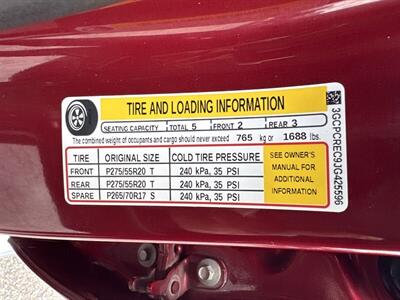 TIRE AND LOADING INFORMATION
SEATING CAPACITY TOTAL 5 FRONT 2 REAR 3
The combined weight of occupants and cargo should never exceed 765 kg or 1688 lbs.
TIRE ORIGINAL SIZE COLD TIRE PRESSURE
FRONT P275/55R20 T 240 kPa, 35 PSI
REAR P275/55R20 T 240 kPa, 35 PSI
SPARE P265/70R17 S 240 kPa, 35 PSI
SEE OWNER'S
MANUAL FOR
ADDITIONAL
INFORMATION
3GCPCREC9JG425596